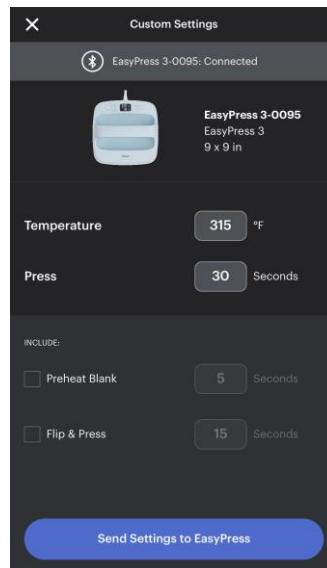 Custom Settings
EasyPress 3-0095: Connected
EasyPress 3-0095
EasyPress 3
9 x 9 in
Temperature 315 °F
Press 30 Seconds
INCLUDE:
Preheat Blank 5 Seconds
Flip & Press 15 Seconds
Send Settings to EasyPress